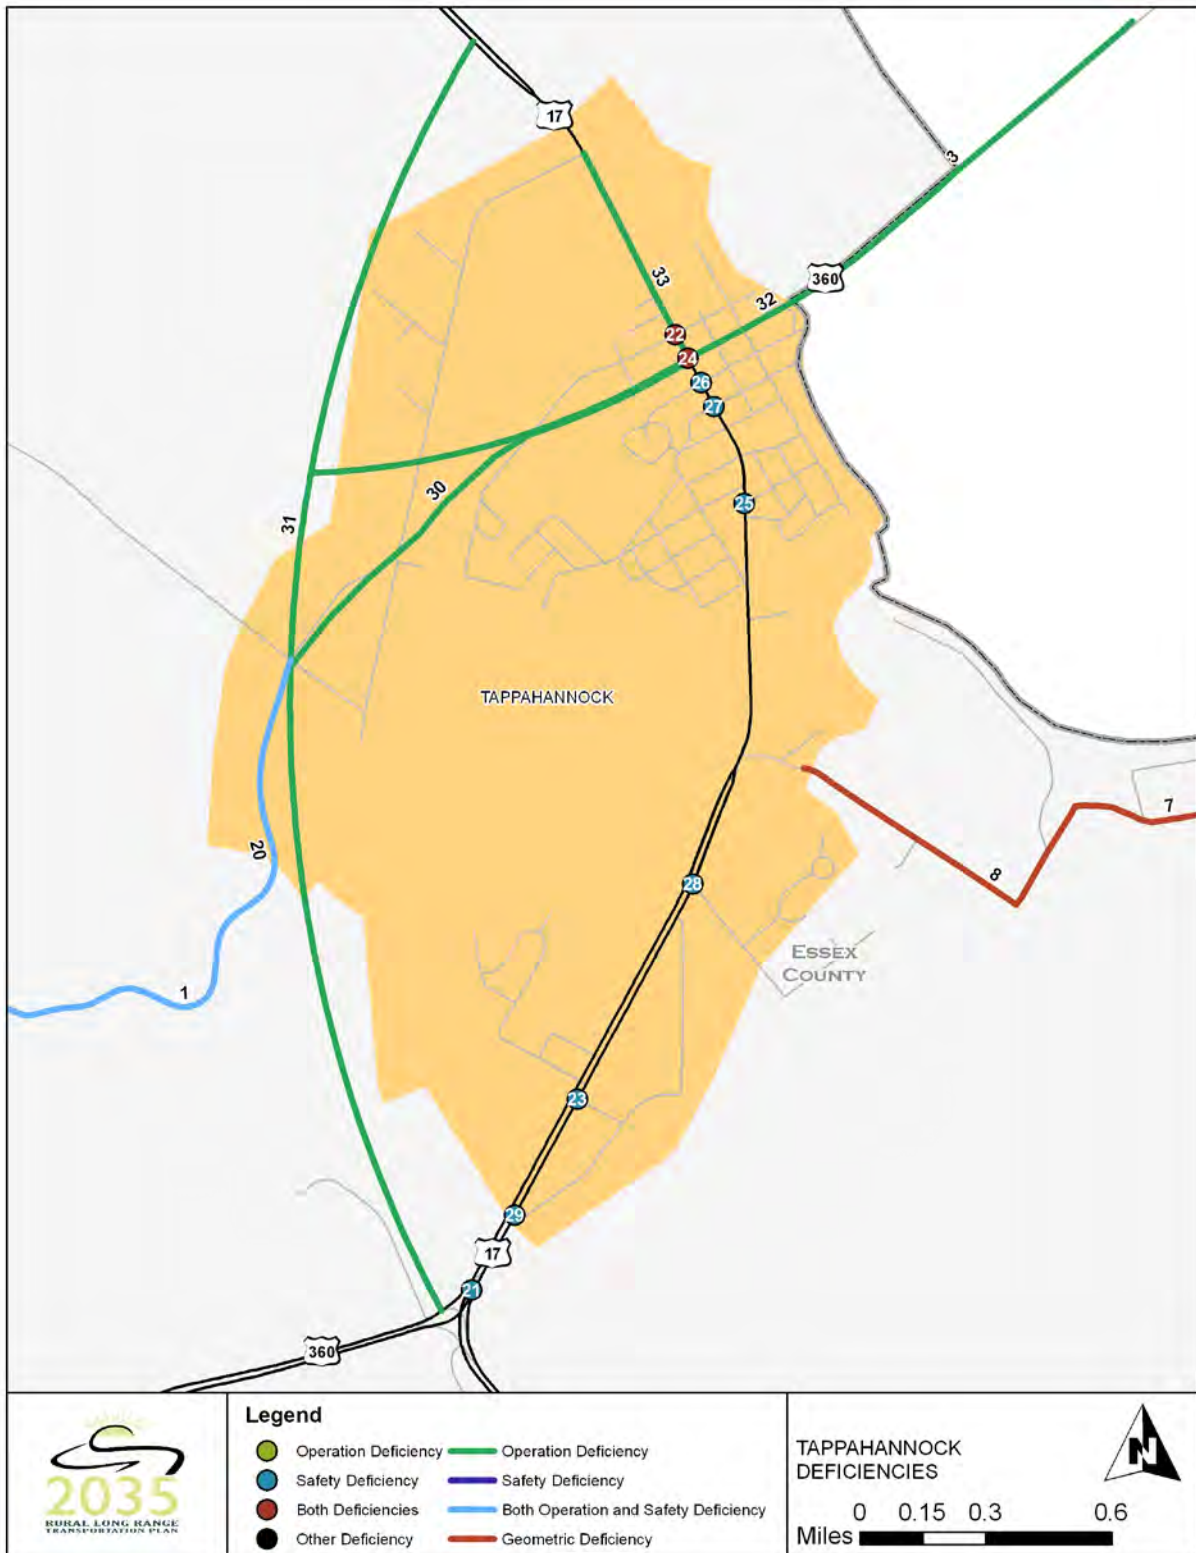 17
3
360
32
33
22
24
26
27
30
25
31
TAPPAHANNOCK
7
20
8
28
ESSEX
COUNTY
1
23
29
17
21
360
2035
RURAL LONG RANGE
TRANSPORTATION PLAN
Legend
Operation Deficiency
Operation Deficiency
Safety Deficiency
Safety Deficiency
Both Deficiencies
Both Operation and Safety Deficiency
Other Deficiency
Geometric Deficiency
TAPPAHANNOCK
DEFICIENCIES
N
0 0.15 0.3 0.6
Miles